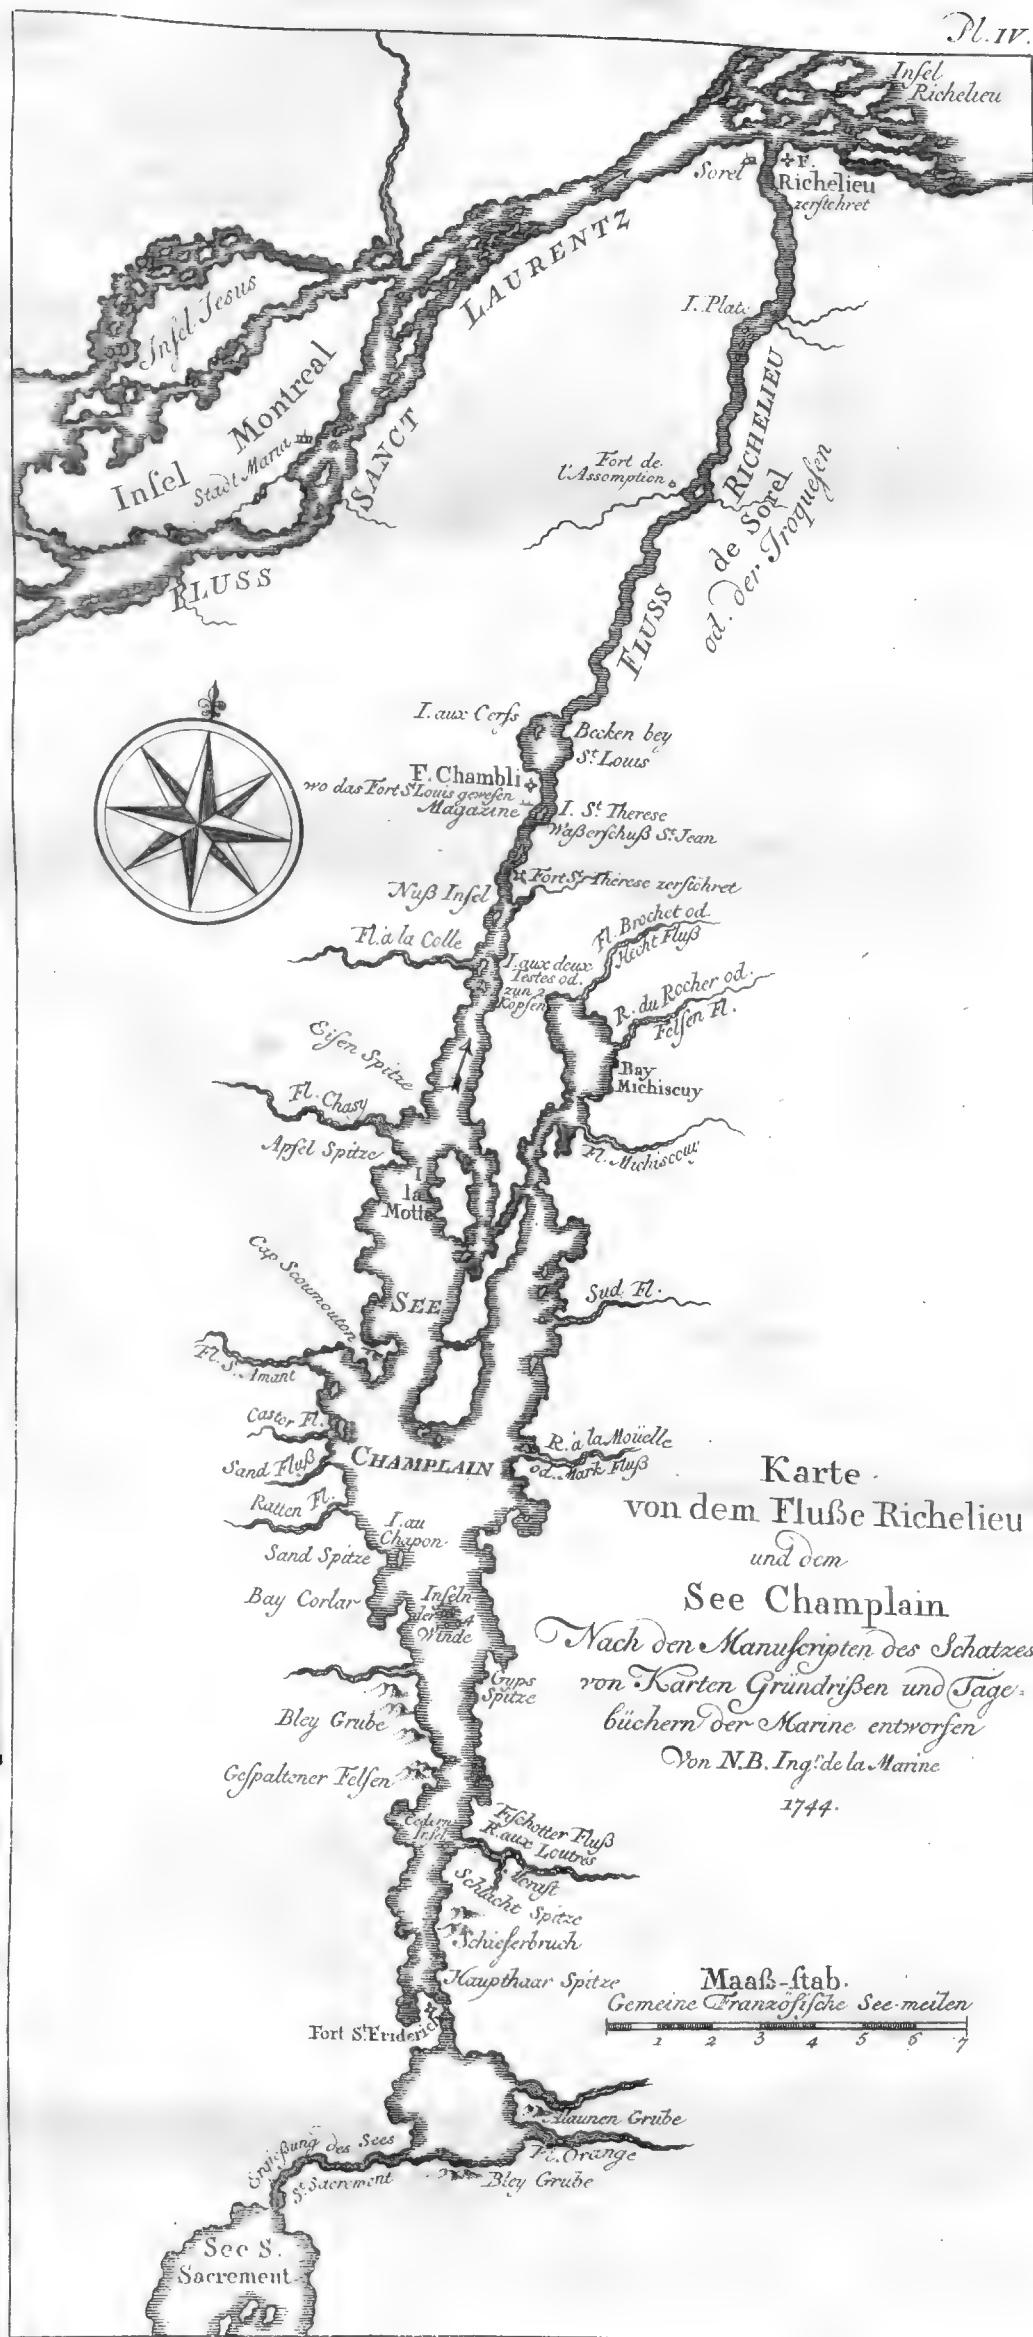 Pl. IV.
Inſel
Richelieu
Sorel
F.
Richelieu
zerſtehret
LAURENTZ
Inſel Jesus
I. Plate
Inſel Montreal
Stadt Maria
SANCT
FLUSS
Fort de
l'Assomption
FLUSS RICHELIEU
de Sorel
od. der Iroqueſen
I. aux Cerfs
Becken bey
St. Louis
F. Chambli
wo das Fort St. Louis geweſen
Magazine
I. St. Therese
Waßerſchuß St. Jean
Fort St. Therese zerſtöhret
Nuß Inſel
Fl. à la Colle
Fl. Brochet od.
Hecht Fluß
I. aux deux
Testes od.
zun 2
Köpfen
R. du Rocher od.
Felſen Fl.
Eiſen Spitze
Bay
Michiscuy
Fl. Chasy
Apfel Spitze
Fl. Michiscouy
I
la
Motte
Cap Scoumouton
SEE
Sud Fl.
Fl. S. Amant
Castor Fl.
R. à la Moüelle
od. Mark Fluß
Sand Fluß
CHAMPLAIN
Ratten Fl.
I. au
Chapon
Sand Spitze
Bay Corlar
Inſeln
der 4
Winde
Karte
von dem Fluße Richelieu
und dem
See Champlain
Nach den Manuſcripten des Schatzes
von Karten Gründrißen und Tage=
büchern der Marine entworfen
Von N.B. Ingr. de la Marine
1744.
Gyps
Spitze
Bley Grube
Geſpaltener Felſen
Cedern
Inſel
Fiſchotter Fluß
R. aux Loutres
Schlacht Spitze
Schieferbruch
Haupthaar Spitze
Maaß-ſtab.
Gemeine Franzöſiſche See-meilen
1 2 3 4 5 6 7
Fort St. Friderich
Alaunen Grube
Fl. Orange
Bley Grube
Ergießung des Sees
St. Sacrement
See S.
Sacrement